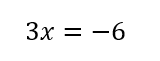 3x = −6